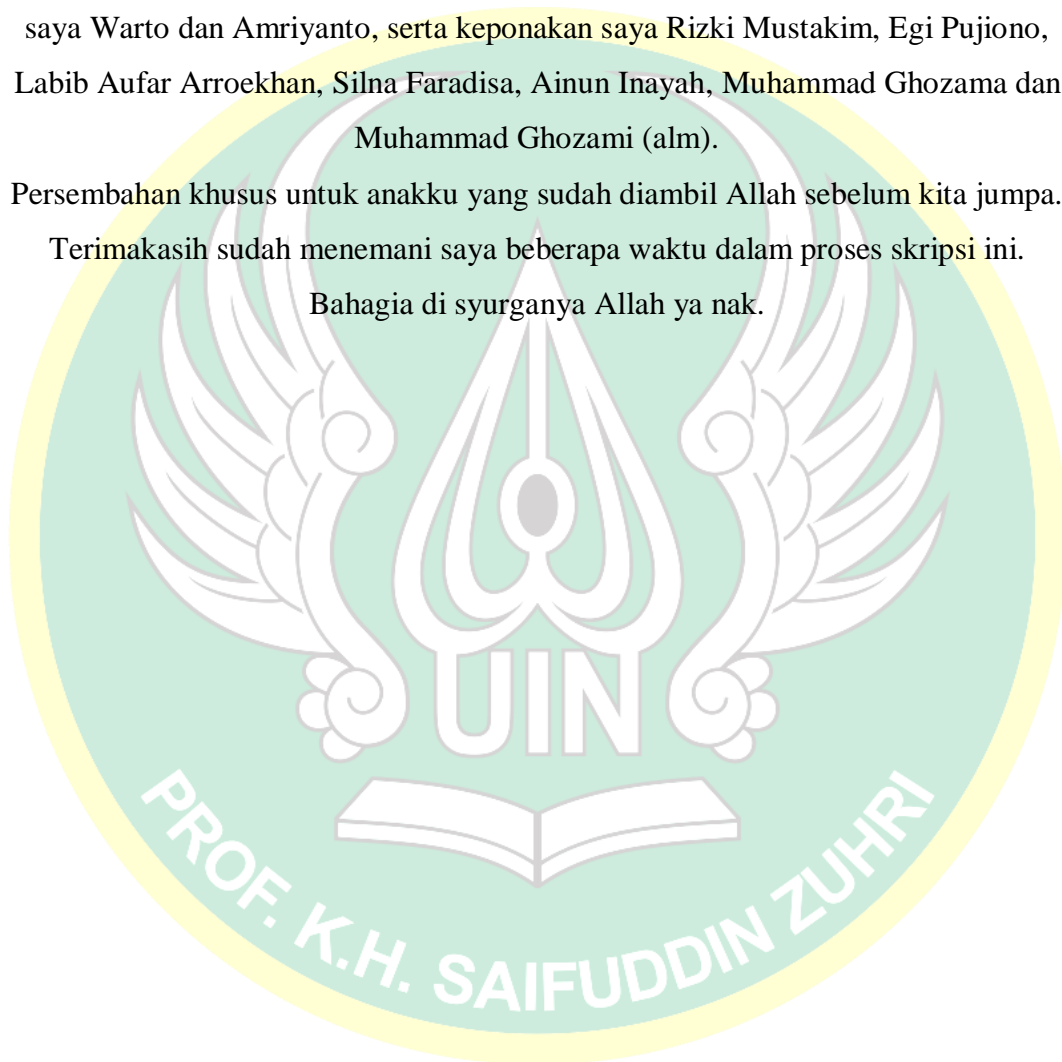 saya Warto dan Amriyanto, serta keponakan saya Rizki Mustakim, Egi Pujiono,
Labib Aufar Arroekhan, Silna Faradisa, Ainun Inayah, Muhammad Ghozama dan
Muhammad Ghozami (alm).
Persembahan khusus untuk anakku yang sudah diambil Allah sebelum kita jumpa.
Terimakasih sudah menemani saya beberapa waktu dalam proses skripsi ini.
Bahagia di syurganya Allah ya nak.
UIN
PROF. K.H. SAIFUDDIN ZUHRI